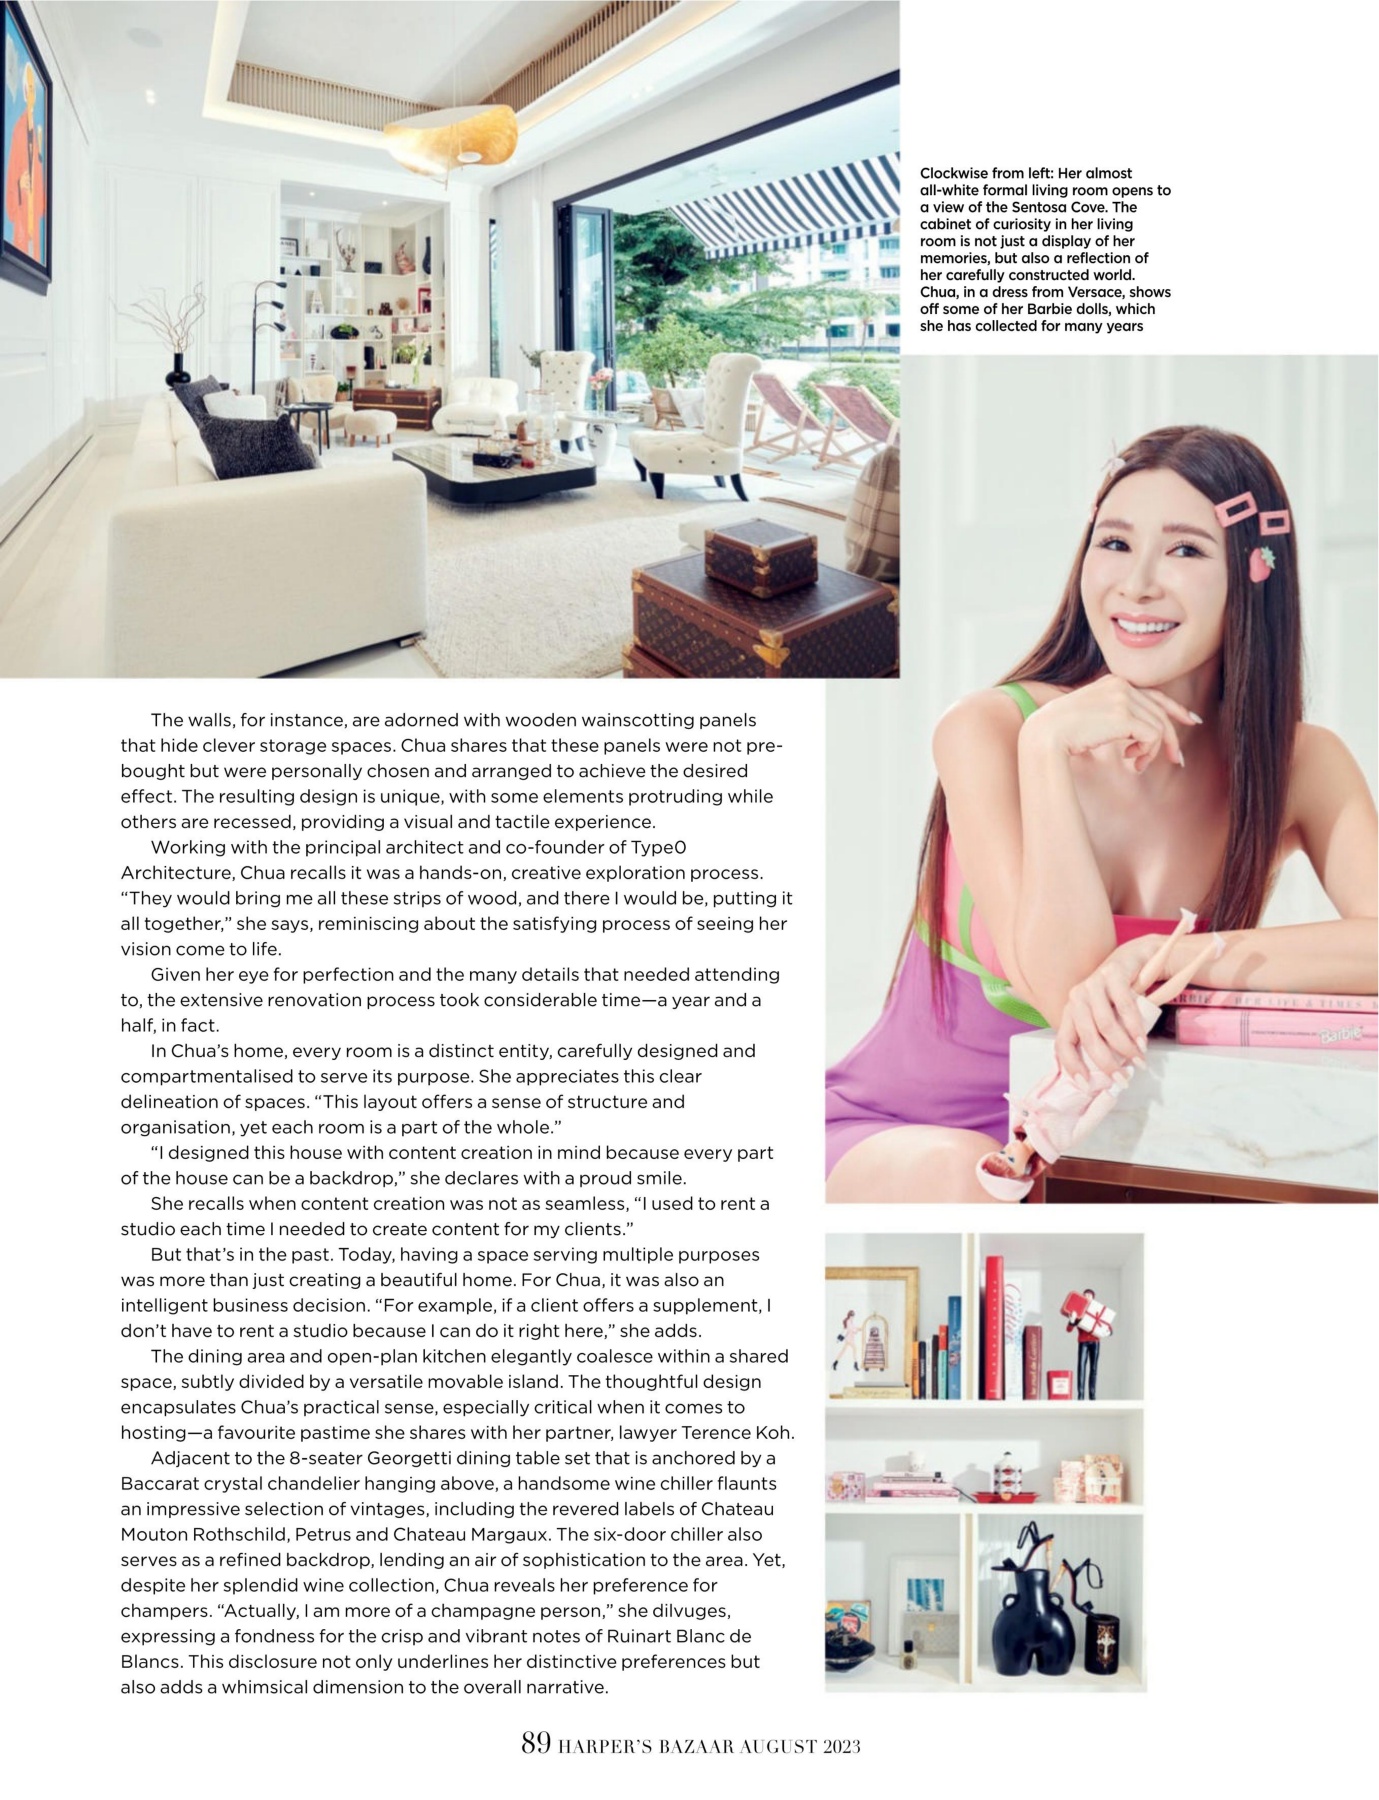 Clockwise from left: Her almost
all-white formal living room opens to
a view of the Sentosa Cove. The
cabinet of curiosity in her living
room is not just a display of her
memories, but also a reflection of
her carefully constructed world.
Chua, in a dress from Versace, shows
off some of her Barbie dolls, which
she has collected for many years
The walls, for instance, are adorned with wooden wainscotting panels
that hide clever storage spaces. Chua shares that these panels were not pre-
bought but were personally chosen and arranged to achieve the desired
effect. The resulting design is unique, with some elements protruding while
others are recessed, providing a visual and tactile experience.
Working with the principal architect and co-founder of Type0
Architecture, Chua recalls it was a hands-on, creative exploration process.
“They would bring me all these strips of wood, and there I would be, putting it
all together,” she says, reminiscing about the satisfying process of seeing her
vision come to life.
Given her eye for perfection and the many details that needed attending
to, the extensive renovation process took considerable time—a year and a
half, in fact.
In Chua’s home, every room is a distinct entity, carefully designed and
compartmentalised to serve its purpose. She appreciates this clear
delineation of spaces. “This layout offers a sense of structure and
organisation, yet each room is a part of the whole.”
“I designed this house with content creation in mind because every part
of the house can be a backdrop,” she declares with a proud smile.
She recalls when content creation was not as seamless, “I used to rent a
studio each time I needed to create content for my clients.”
But that’s in the past. Today, having a space serving multiple purposes
was more than just creating a beautiful home. For Chua, it was also an
intelligent business decision. “For example, if a client offers a supplement, I
don’t have to rent a studio because I can do it right here,” she adds.
The dining area and open-plan kitchen elegantly coalesce within a shared
space, subtly divided by a versatile movable island. The thoughtful design
encapsulates Chua’s practical sense, especially critical when it comes to
hosting—a favourite pastime she shares with her partner, lawyer Terence Koh.
Adjacent to the 8-seater Georgetti dining table set that is anchored by a
Baccarat crystal chandelier hanging above, a handsome wine chiller flaunts
an impressive selection of vintages, including the revered labels of Chateau
Mouton Rothschild, Petrus and Chateau Margaux. The six-door chiller also
serves as a refined backdrop, lending an air of sophistication to the area. Yet,
despite her splendid wine collection, Chua reveals her preference for
champers. “Actually, I am more of a champagne person,” she dilvuges,
expressing a fondness for the crisp and vibrant notes of Ruinart Blanc de
Blancs. This disclosure not only underlines her distinctive preferences but
also adds a whimsical dimension to the overall narrative.
BARBIE HER LIFE & TIMES
Barbie
89 HARPER’S BAZAAR AUGUST 2023